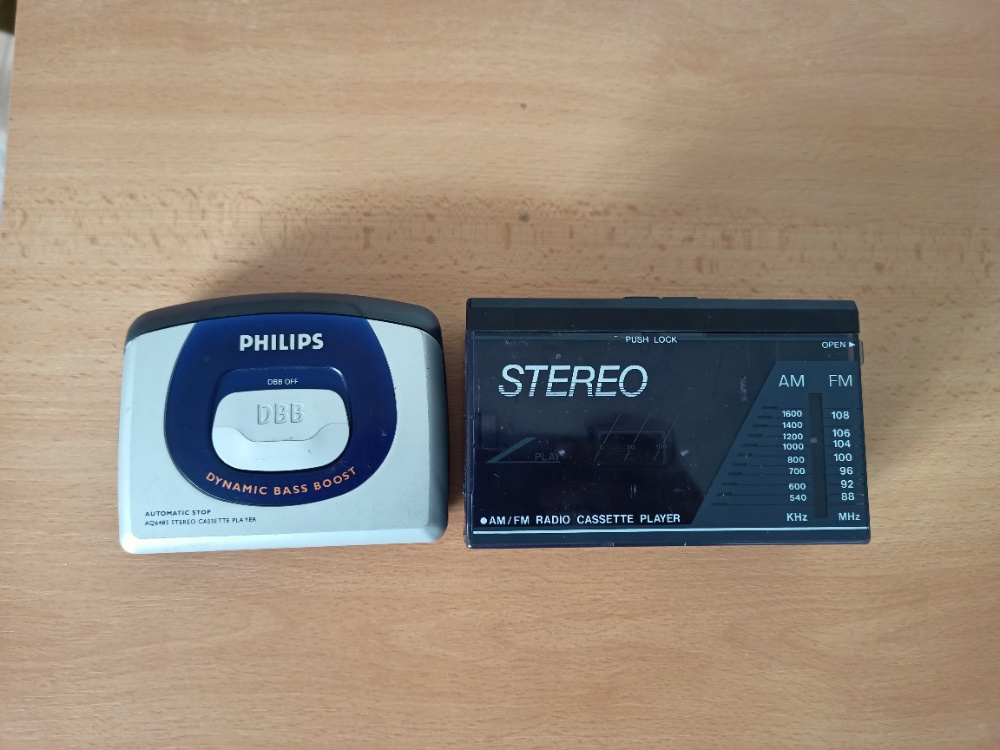 PHILIPS
DBB OFF
DBB
DYNAMIC BASS BOOST
AUTOMATIC STOP
AQ6485 STEREO CASSETTE PLAYER
PUSH LOCK
OPEN ▶
STEREO
AM FM
1600 108
1400
1200 106
1000 104
800 100
700 96
600 92
540 88
KHz MHz
PLAY
●AM/FM RADIO CASSETTE PLAYER